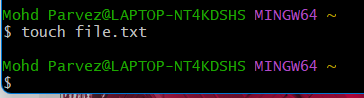 Mohd Parvez@LAPTOP-NT4KDSHS MINGW64 ~
$ touch file.txt
Mohd Parvez@LAPTOP-NT4KDSHS MINGW64 ~
$